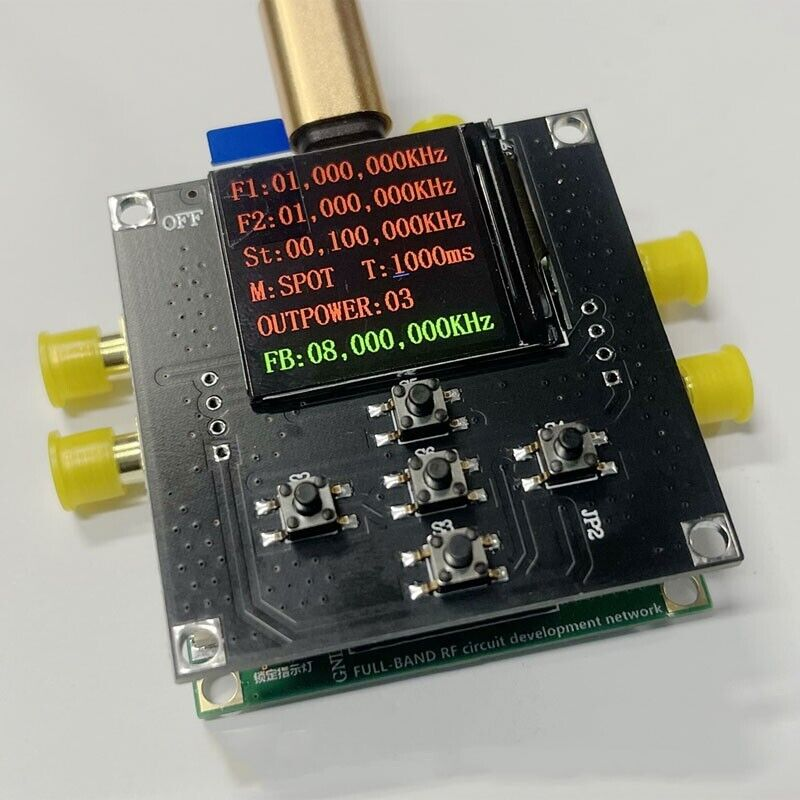 F1:01,000,000KHz
F2:01,000,000KHz
St:00,100,000KHz
M:SPOT T:1000ms
OUTPOWER:03
FB:08,000,000KHz
OFF
S3
JP2
锁定指示灯
FULL-BAND RF circuit development network